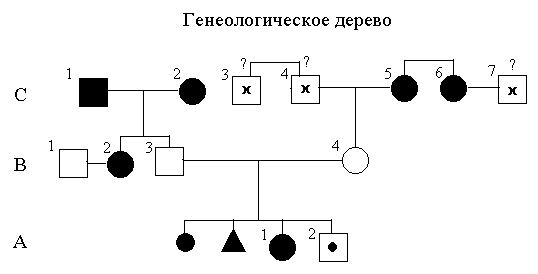 Генеологическое дерево
? ? ?
1 2 3 4 5 6 7
C x x x
1 2 3 4
B
1 2
A